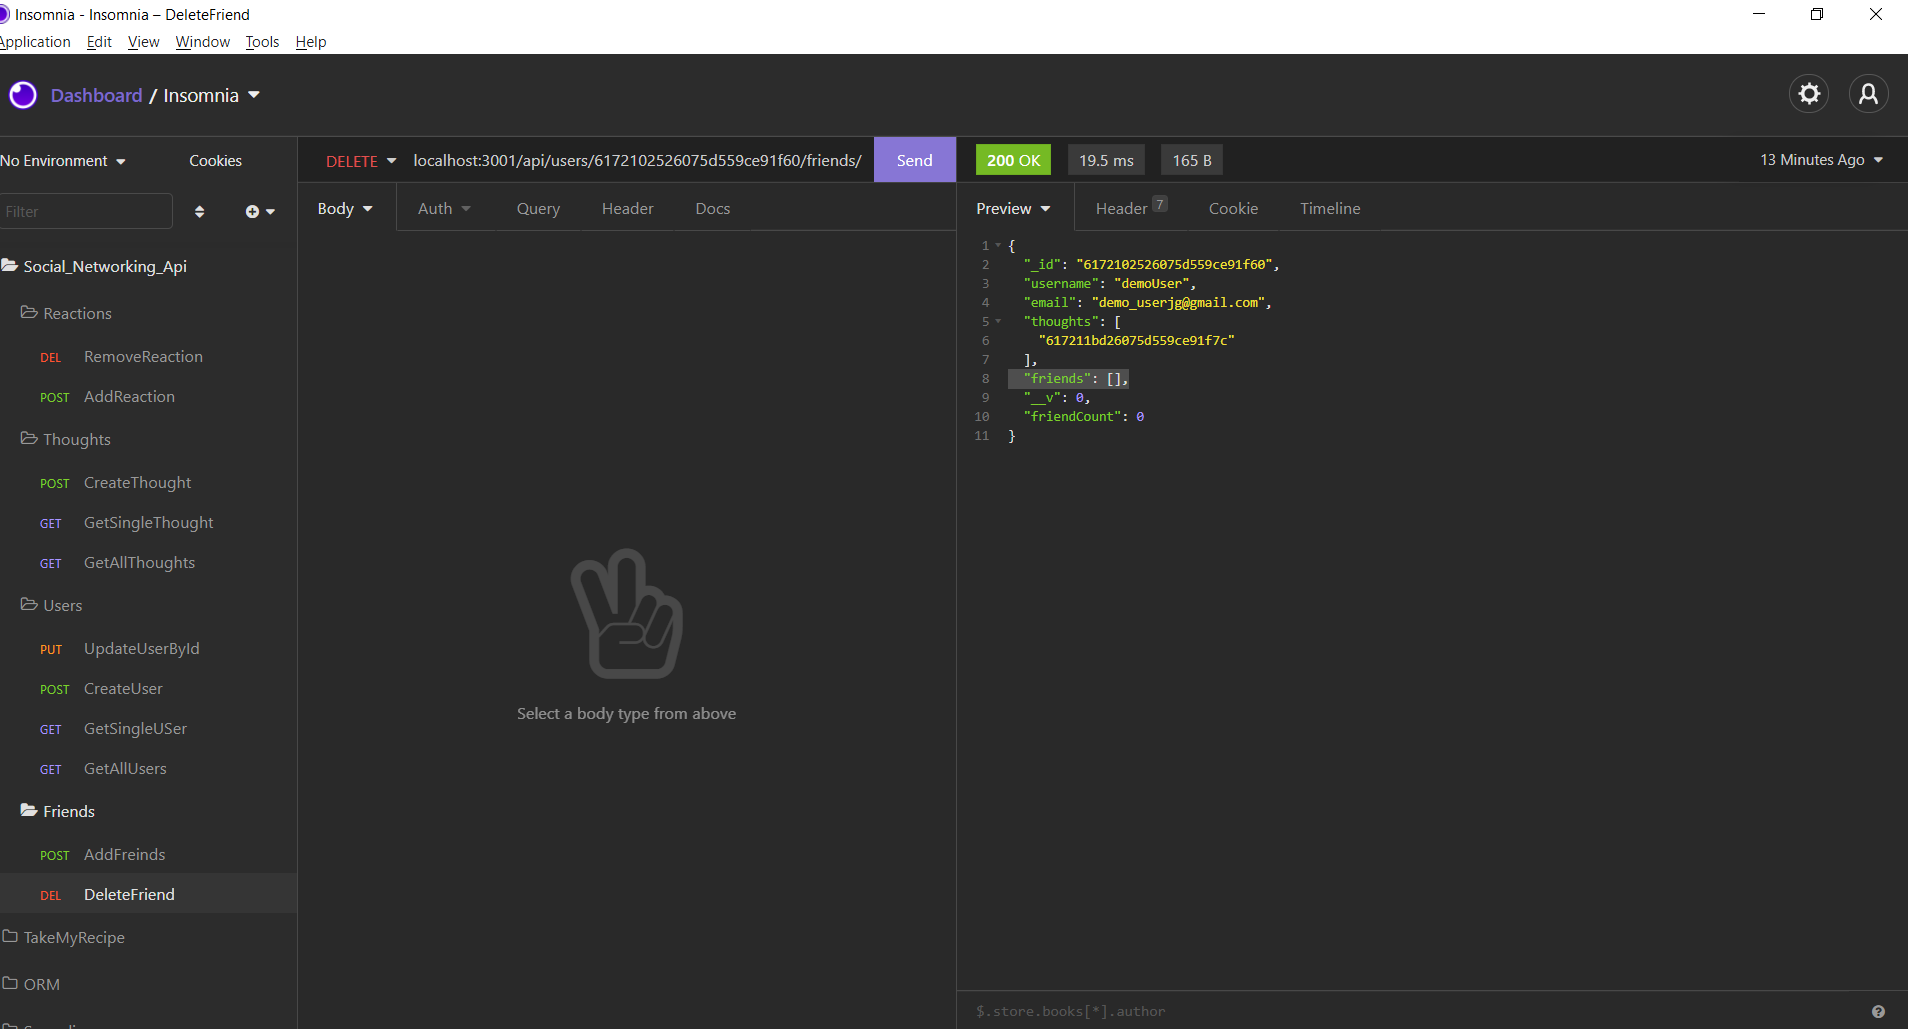 Insomnia - Insomnia – DeleteFriend
Application Edit View Window Tools Help
Dashboard / Insomnia
No Environment Cookies
DELETE localhost:3001/api/users/6172102526075d559ce91f60/friends/ Send
200 OK 19.5 ms 165 B 13 Minutes Ago
Filter
Body Auth Query Header Docs
Preview Header 7 Cookie Timeline
Social_Networking_Api
Reactions
DEL RemoveReaction
POST AddReaction
Thoughts
POST CreateThought
GET GetSingleThought
GET GetAllThoughts
Users
PUT UpdateUserById
POST CreateUser
GET GetSingleUSer
GET GetAllUsers
Friends
POST AddFreinds
DEL DeleteFriend
TakeMyRecipe
ORM
Select a body type from above
1 {
2 "_id": "6172102526075d559ce91f60",
3 "username": "demoUser",
4 "email": "demo_userjg@gmail.com",
5 "thoughts": [
6 "617211bd26075d559ce91f7c"
7 ],
8 "friends": [],
9 "__v": 0,
10 "friendCount": 0
11 }
$.store.books[*].author